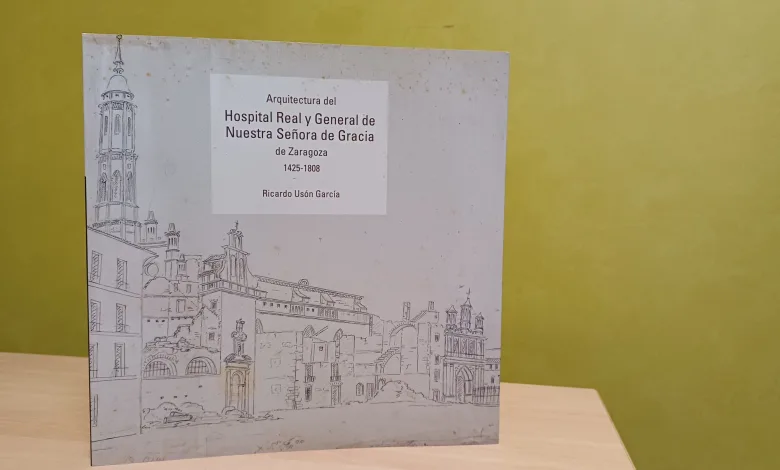 Arquitectura del
Hospital Real y General de
Nuestra Señora de Gracia
de Zaragoza
1425-1808
Ricardo Usón García